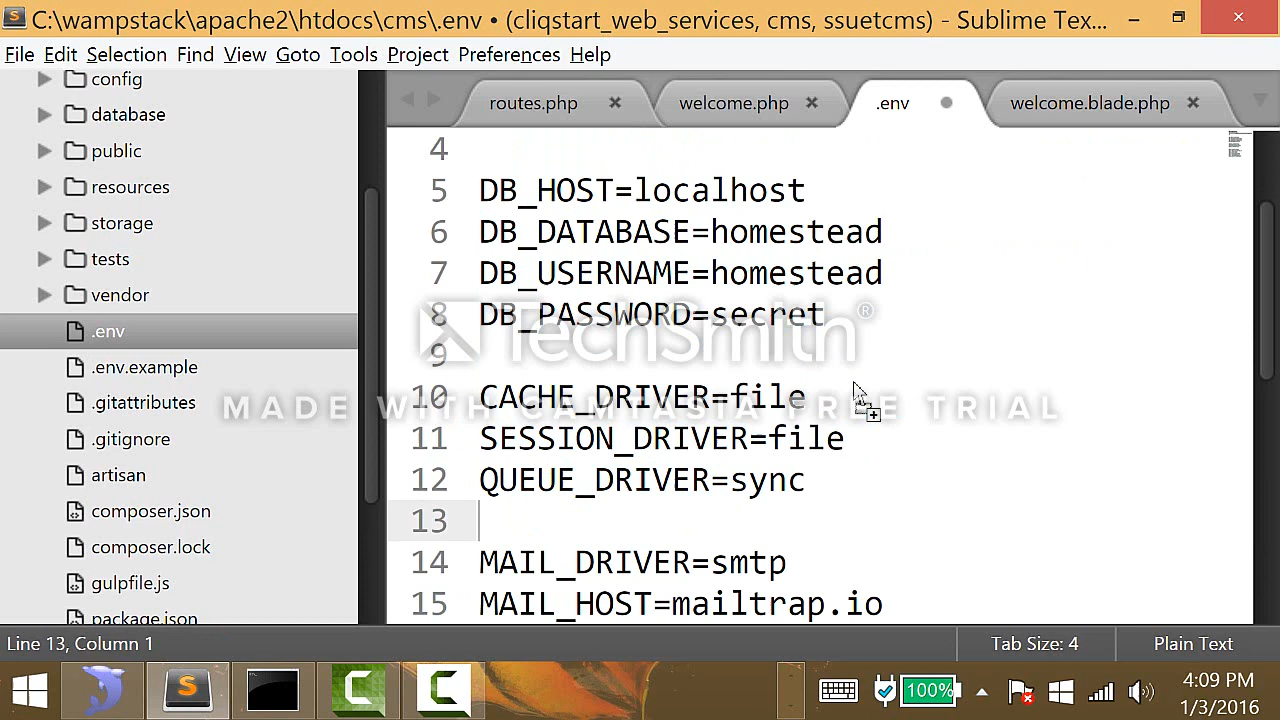 C:\wampstack\apache2\htdocs\cms\.env • (cliqstart_web_services, cms, ssuetcms) - Sublime Tex...
File Edit Selection Find View Goto Tools Project Preferences Help
config
database
public
resources
storage
tests
vendor
.env
.env.example
.gitattributes
.gitignore
artisan
composer.json
composer.lock
gulpfile.js
package.json
routes.php
welcome.php
.env
welcome.blade.php
4
5 DB_HOST=localhost
6 DB_DATABASE=homestead
7 DB_USERNAME=homestead
8 DB_PASSWORD=secret
9
10 CACHE_DRIVER=file
11 SESSION_DRIVER=file
12 QUEUE_DRIVER=sync
13
14 MAIL_DRIVER=smtp
15 MAIL_HOST=mailtrap.io
TechSmith®
MADE WITH CAMTASIA FREE TRIAL
Line 13, Column 1
Tab Size: 4
Plain Text
100%
4:09 PM
1/3/2016